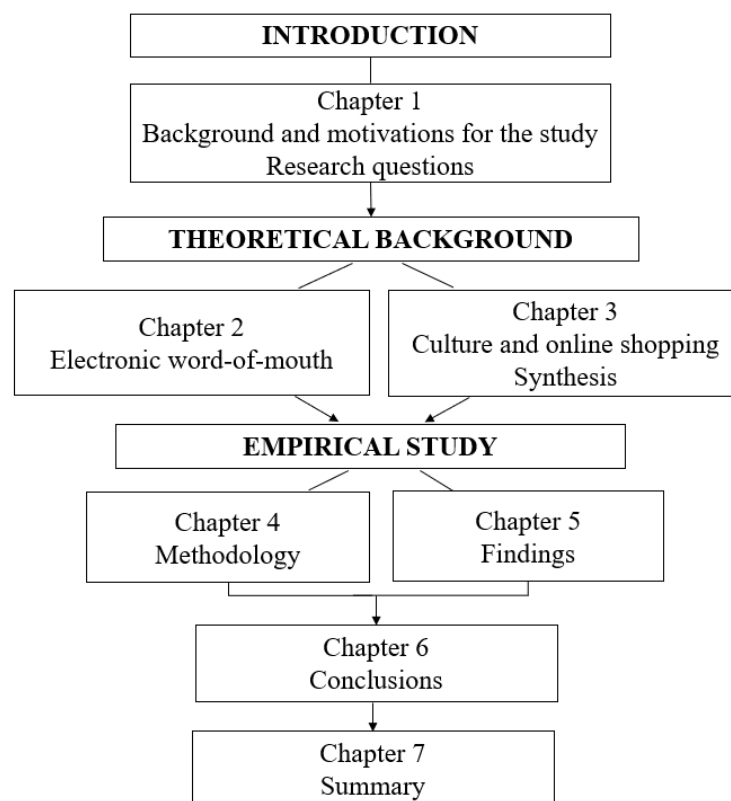 INTRODUCTION
Chapter 1
Background and motivations for the study
Research questions
THEORETICAL BACKGROUND
Chapter 2
Electronic word-of-mouth
Chapter 3
Culture and online shopping
Synthesis
EMPIRICAL STUDY
Chapter 4
Methodology
Chapter 5
Findings
Chapter 6
Conclusions
Chapter 7
Summary